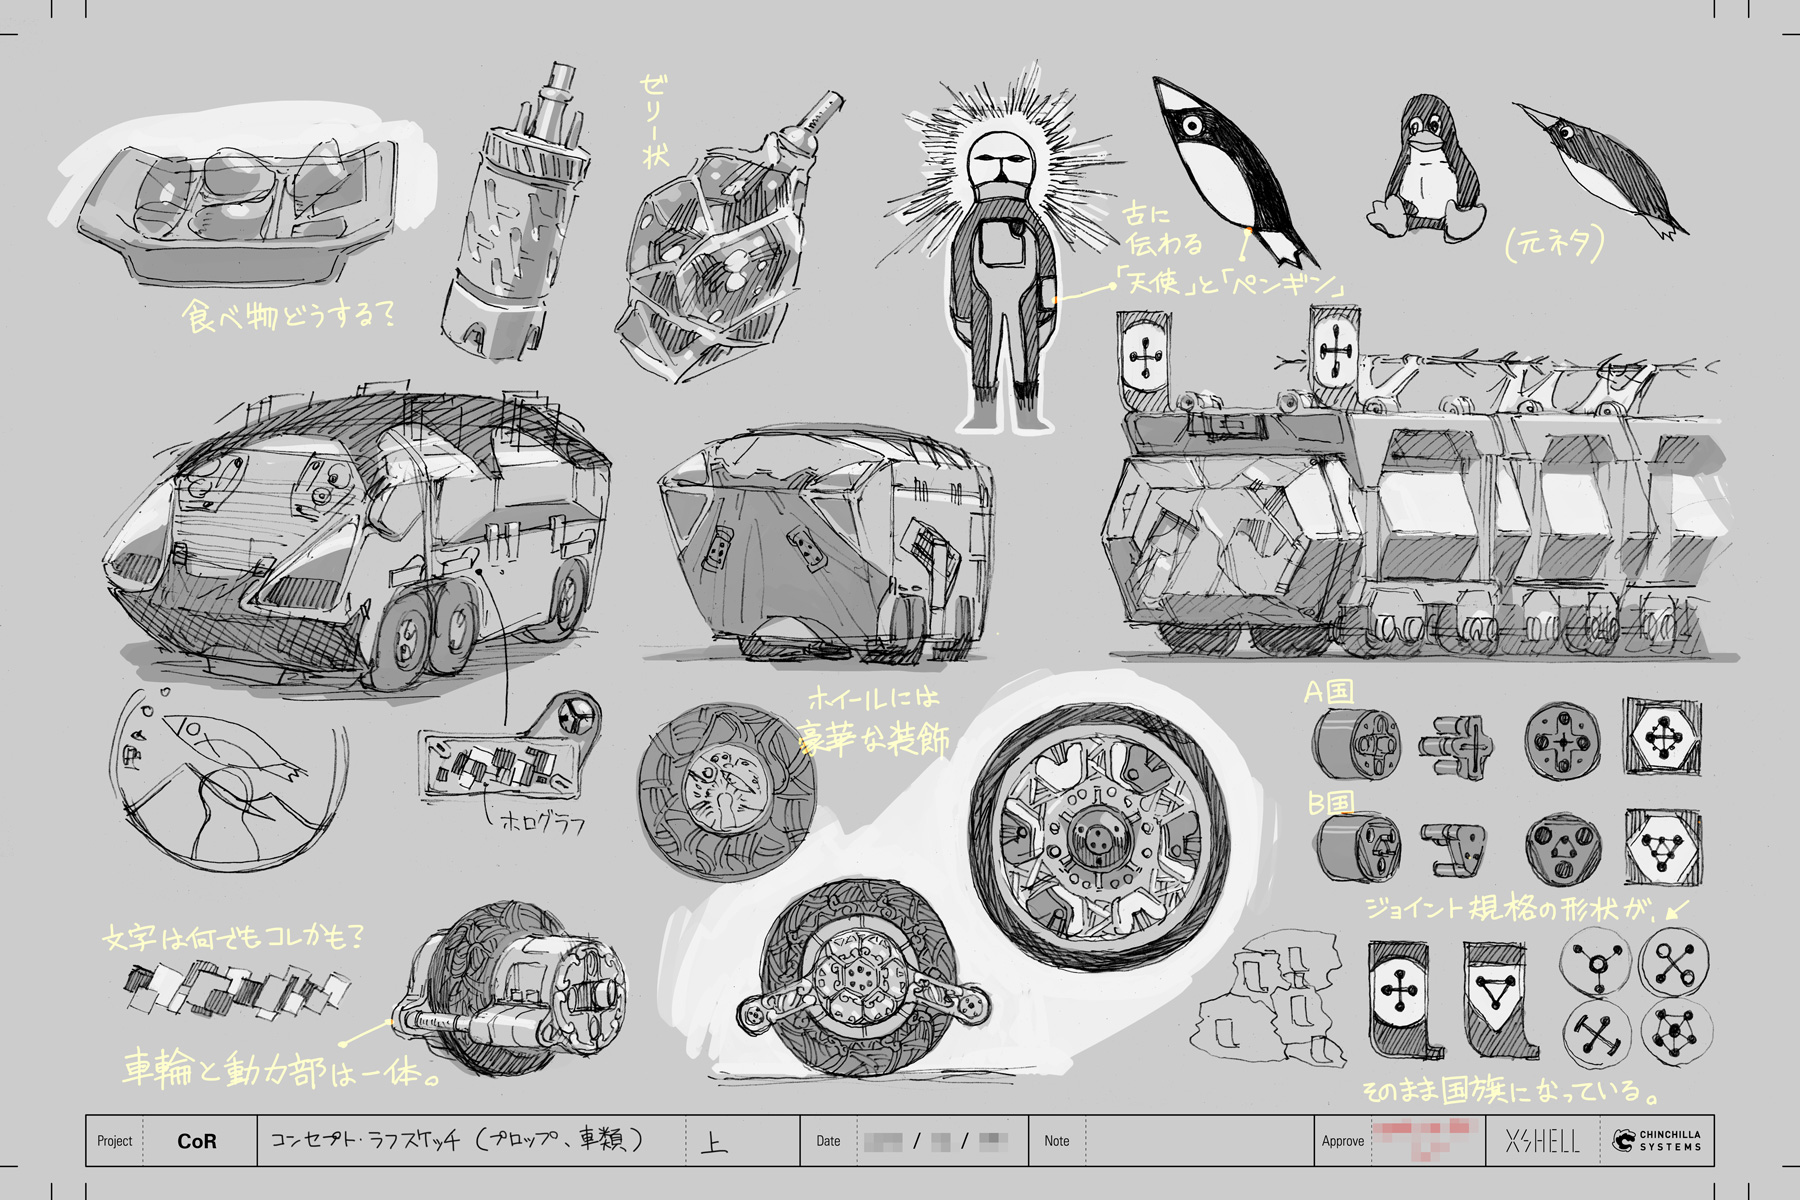 ゼリー状
食べ物どうする?
古に
伝わる
「天使」と「ペンギン」
(元ネタ)
ホイールには
豪華な装飾
ホログラフ
A国
B国
ジョイント規格の形状が、
そのまま国旗になっている。
文字は何でもコレかも?
車輪と動力部は一体。
Project
CoR
コンセプト・ラフスケッチ(プロップ、車類)
上
Date / /
Note
Approve
XSHELL
CHINCHILLA
SYSTEMS